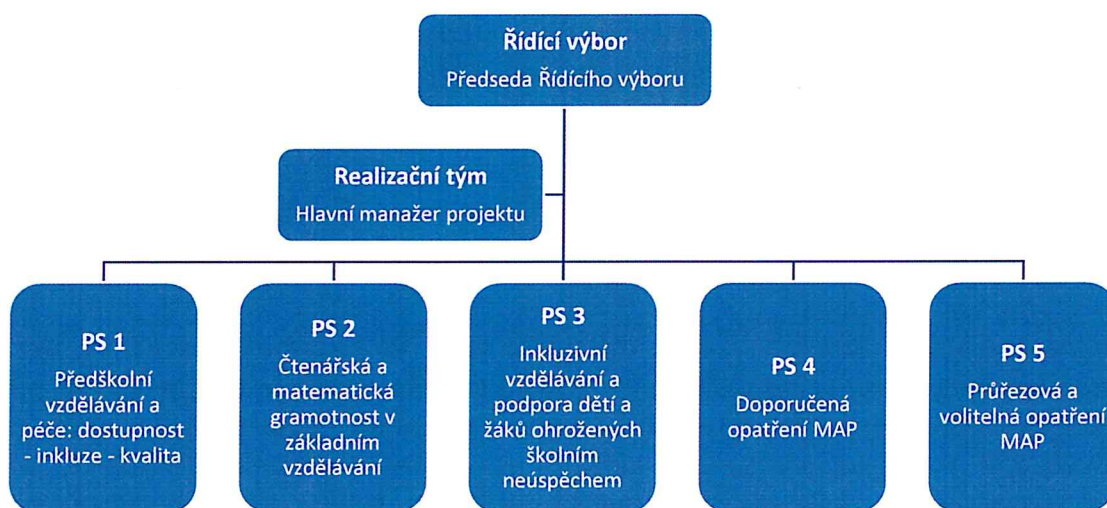 Řídící výbor
Předseda Řídícího výboru
Realizační tým
Hlavní manažer projektu
PS 1
Předškolní
vzdělávání a
péče: dostupnost
- inkluze - kvalita
PS 2
Čtenářská a
matematická
gramotnost v
základním
vzdělávání
PS 3
Inkluzivní
vzdělávání a
podpora dětí a
žáků ohrožených
školním
neúspěchem
PS 4
Doporučená
opatření MAP
PS 5
Průřezová a
volitelná opatření
MAP